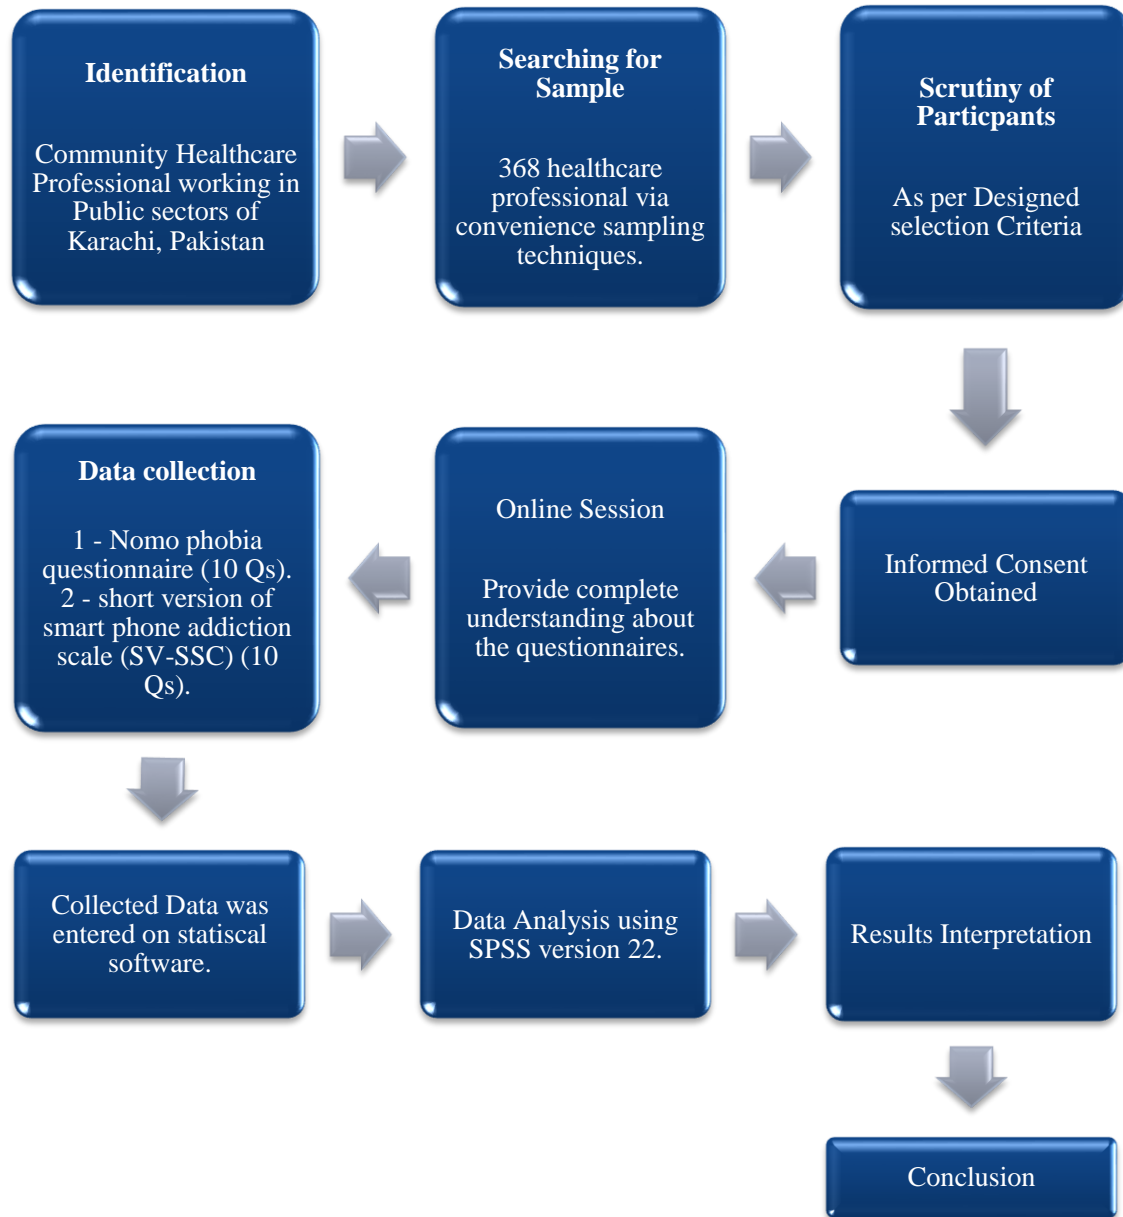 Identification
Community Healthcare
Professional working in
Public sectors of
Karachi, Pakistan
Searching for
Sample
368 healthcare
professional via
convenience sampling
techniques.
Scrutiny of
Particpants
As per Designed
selection Criteria
Informed Consent
Obtained
Online Session
Provide complete
understanding about
the questionnaires.
Data collection
1 - Nomo phobia
questionnaire (10 Qs).
2 - short version of
smart phone addiction
scale (SV-SSC) (10
Qs).
Collected Data was
entered on statiscal
software.
Data Analysis using
SPSS version 22.
Results Interpretation
Conclusion